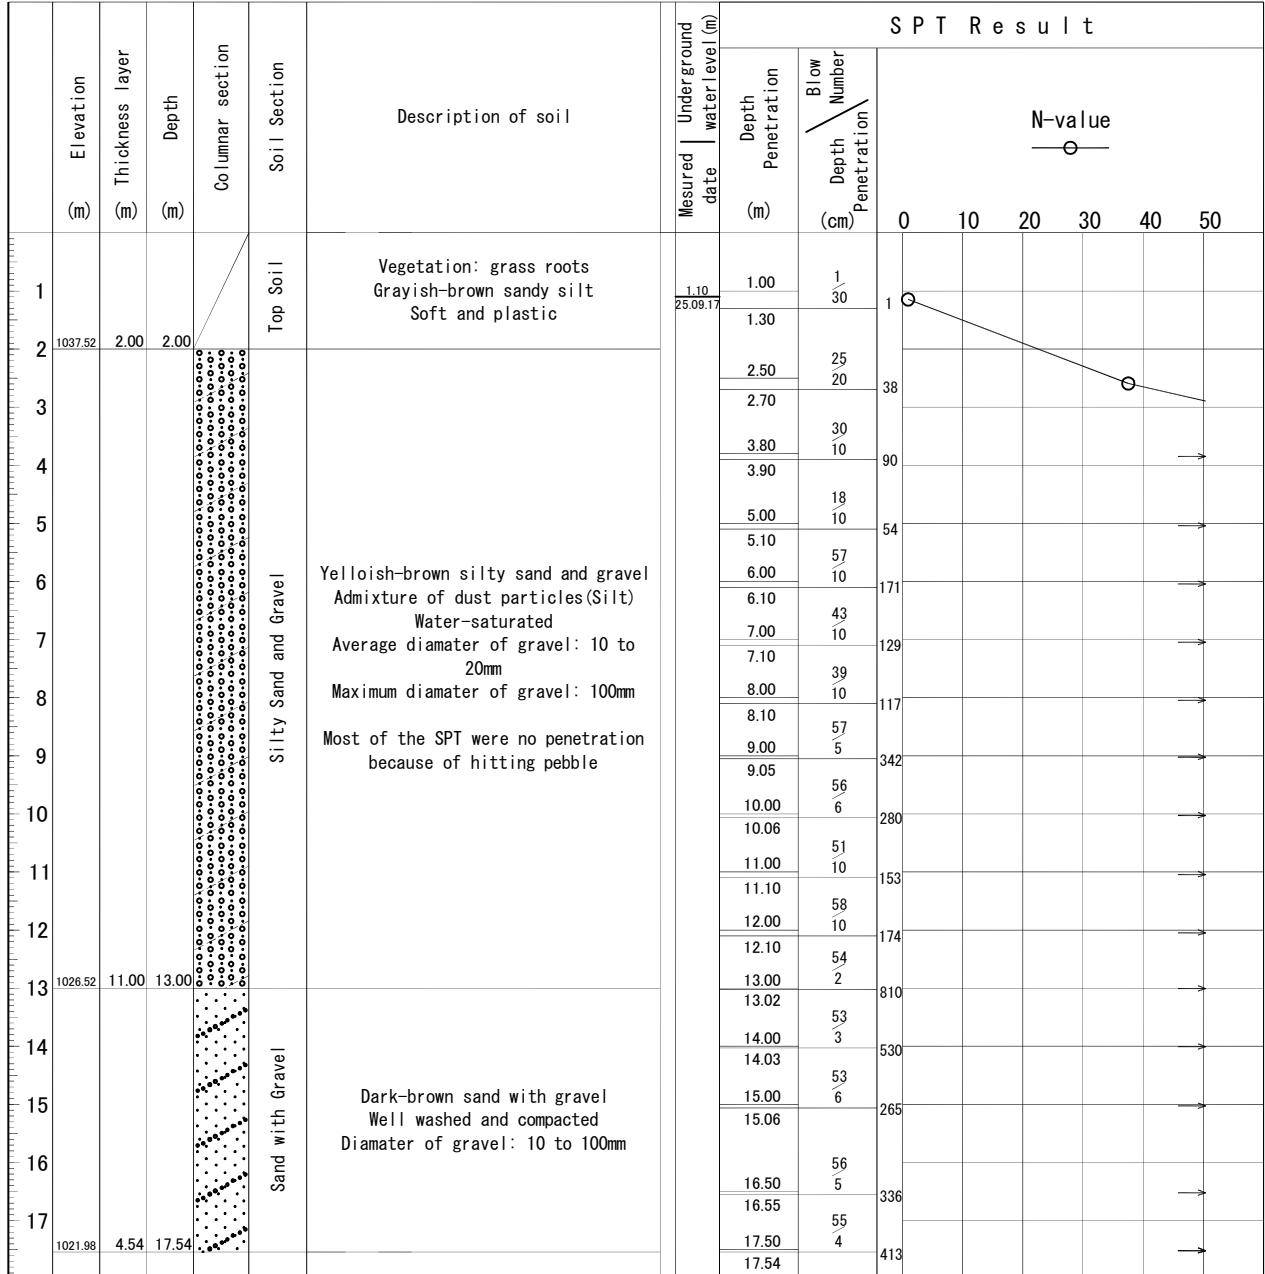 SPT Result
Elevation
(m)
Thickness layer
(m)
Depth
(m)
Columnar section
Soil Section
Description of soil
Underground
waterlevel(m)
Mesured
date
Depth
Penetration
(m)
Blow
Number
Depth
Penetration
(cm)
N-value
0 10 20 30 40 50
Top Soil
Vegetation: grass roots
Grayish-brown sandy silt
Soft and plastic
1.10
25.09.17
1
1.00
1.30
1
30
1
2
1037.52 2.00 2.00
2.50
2.70
25
20
38
3
3.80
3.90
30
10
90
4
5.00
5.10
18
10
54
5
6.00
6.10
57
10
171
6
7.00
7.10
43
10
129
7
8.00
8.10
39
10
117
8
9.00
9.05
57
5
342
9
10.00
10.06
56
6
280
10
11.00
11.10
51
10
153
11
12.00
12.10
58
10
174
12
13.00
13.02
54
2
810
Silty Sand and Gravel
Yelloish-brown silty sand and gravel
Admixture of dust particles(Silt)
Water-saturated
Average diamater of gravel: 10 to
20mm
Maximum diamater of gravel: 100mm
Most of the SPT were no penetration
because of hitting pebble
13
1026.52 11.00 13.00
14.00
14.03
53
3
530
14
15.00
15.06
53
6
265
15
16.50
16.55
56
5
336
16
17.50
17.54
55
4
413
17
Sand with Gravel
Dark-brown sand with gravel
Well washed and compacted
Diamater of gravel: 10 to 100mm
1021.98 4.54 17.54